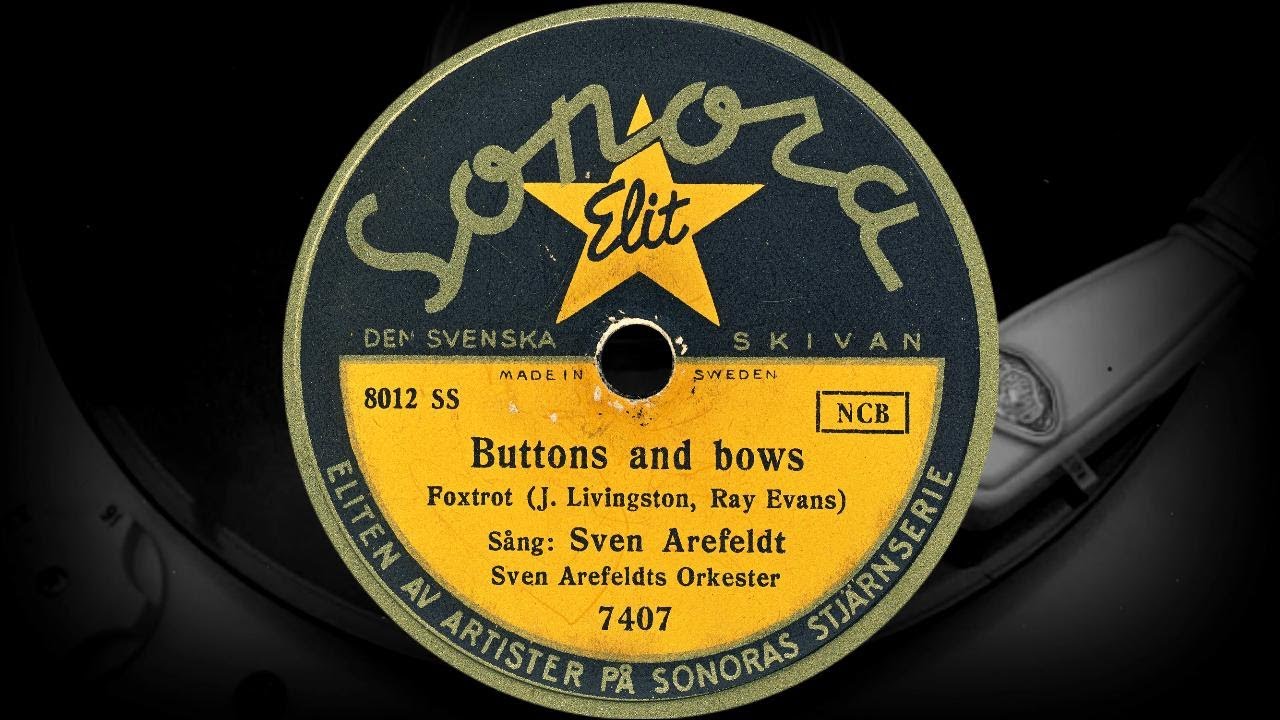 Sonora
Elit
DEN SVENSKA SKIVAN
MADE IN SWEDEN
8012 SS
NCB
Buttons and bows
Foxtrot (J. Livingston, Ray Evans)
Sång: Sven Arefeldt
Sven Arefeldts Orkester
7407
ELITEN AV ARTISTER PÅ SONORAS STJÄRNSERIE